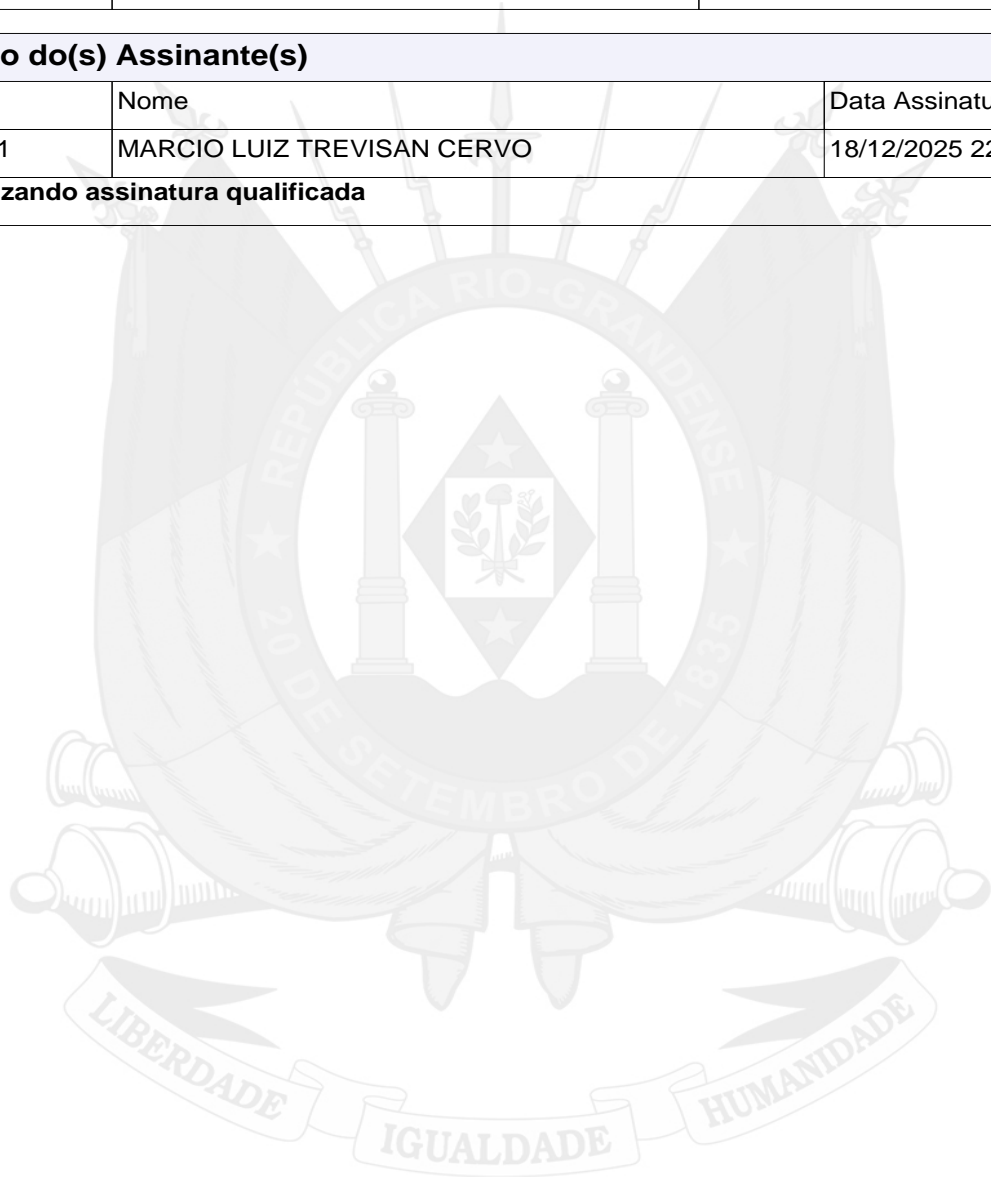 o do(s) Assinante(s)
Nome Data Assinatu
1 MARCIO LUIZ TREVISAN CERVO 18/12/2025 22
zando assinatura qualificada
REPÚBLICA RIO-GRANDENSE
20 DE SETEMBRO DE 1835
LIBERDADE IGUALDADE HUMANIDADE